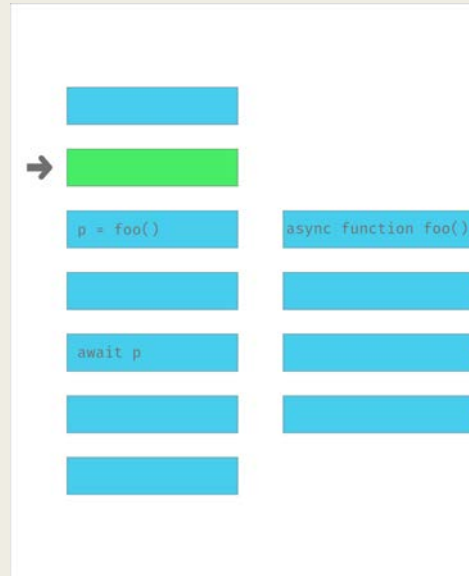 p = foo()
async function foo()
await p